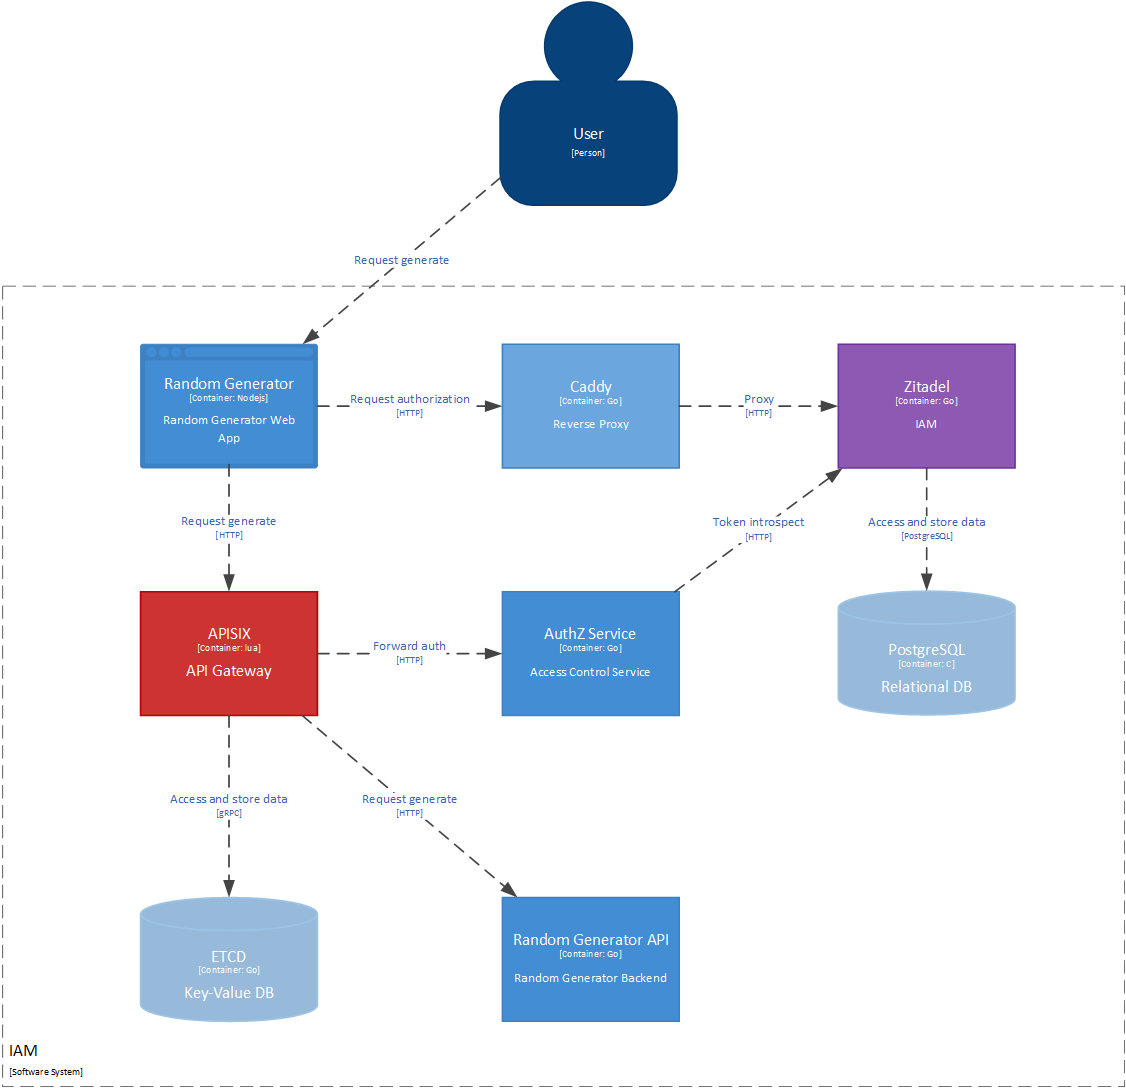 User
[Person]
Request generate
Random Generator
[Container: Nodejs]
Random Generator Web
App
Request authorization
[HTTP]
Caddy
[Container: Go]
Reverse Proxy
Proxy
[HTTP]
Zitadel
[Container: Go]
IAM
Request generate
[HTTP]
Token introspect
[HTTP]
Access and store data
[PostgreSQL]
APISIX
[Container: lua]
API Gateway
Forward auth
[HTTP]
AuthZ Service
[Container: Go]
Access Control Service
PostgreSQL
[Container: C]
Relational DB
Access and store data
[gRPC]
Request generate
[HTTP]
ETCD
[Container: Go]
Key-Value DB
Random Generator API
[Container: Go]
Random Generator Backend
IAM
[Software System]